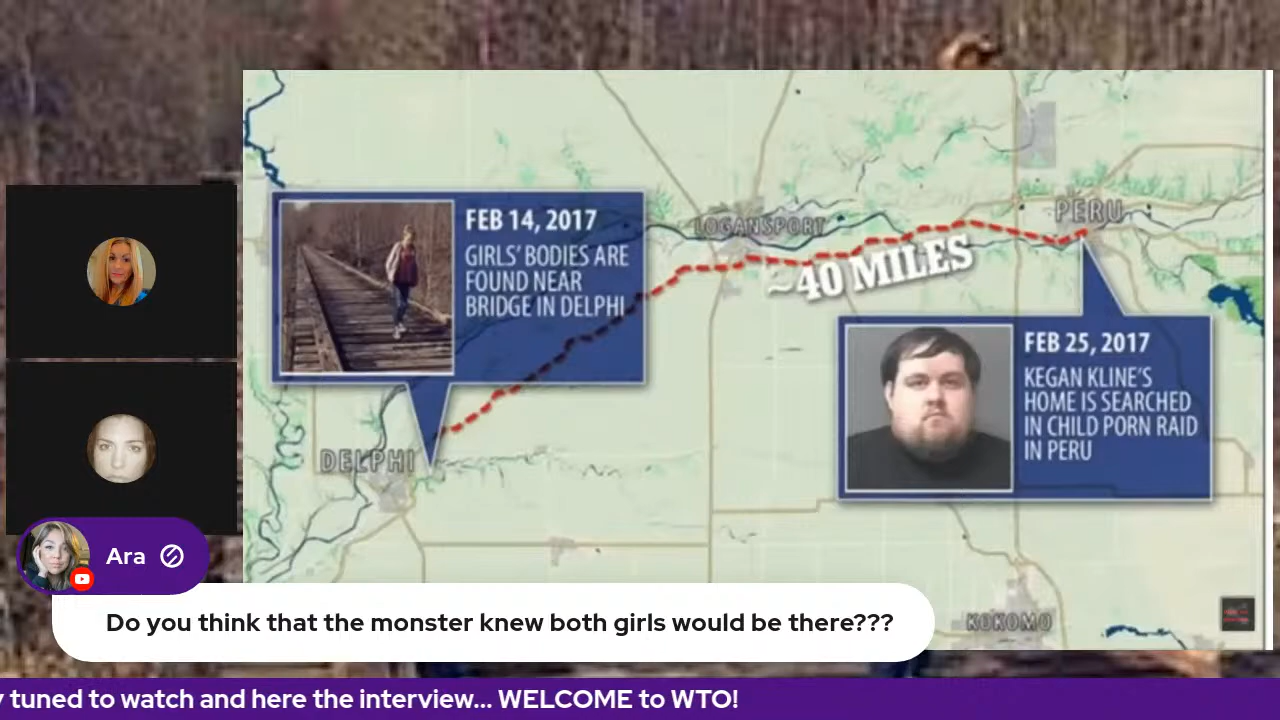 FEB 14, 2017
GIRLS' BODIES ARE
FOUND NEAR
BRIDGE IN DELPHI
LOGANSPORT
PERU
~40 MILES
FEB 25, 2017
KEGAN KLINE'S
HOME IS SEARCHED
IN CHILD PORN RAID
IN PERU
DELPHI
KOKOMO
Ara
Do you think that the monster knew both girls would be there???
tuned to watch and here the interview... WELCOME to WTO!